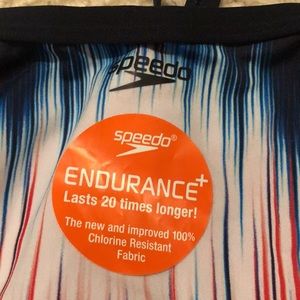 speedo
speedo®
ENDURANCE+
Lasts 20 times longer!
The new and improved 100%
Chlorine Resistant
Fabric